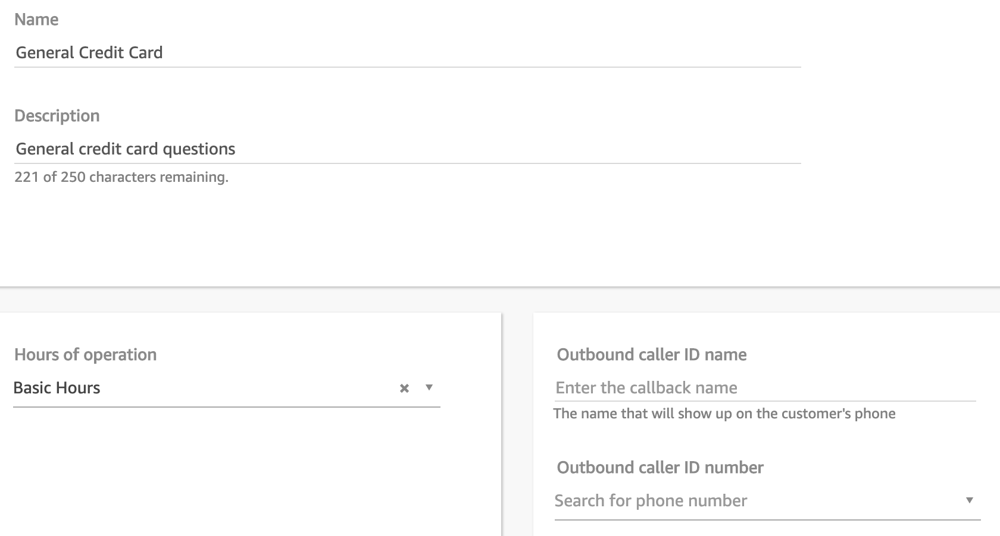 Name
General Credit Card
Description
General credit card questions
221 of 250 characters remaining.
Hours of operation
Basic Hours
Outbound caller ID name
Enter the callback name
The name that will show up on the customer's phone
Outbound caller ID number
Search for phone number